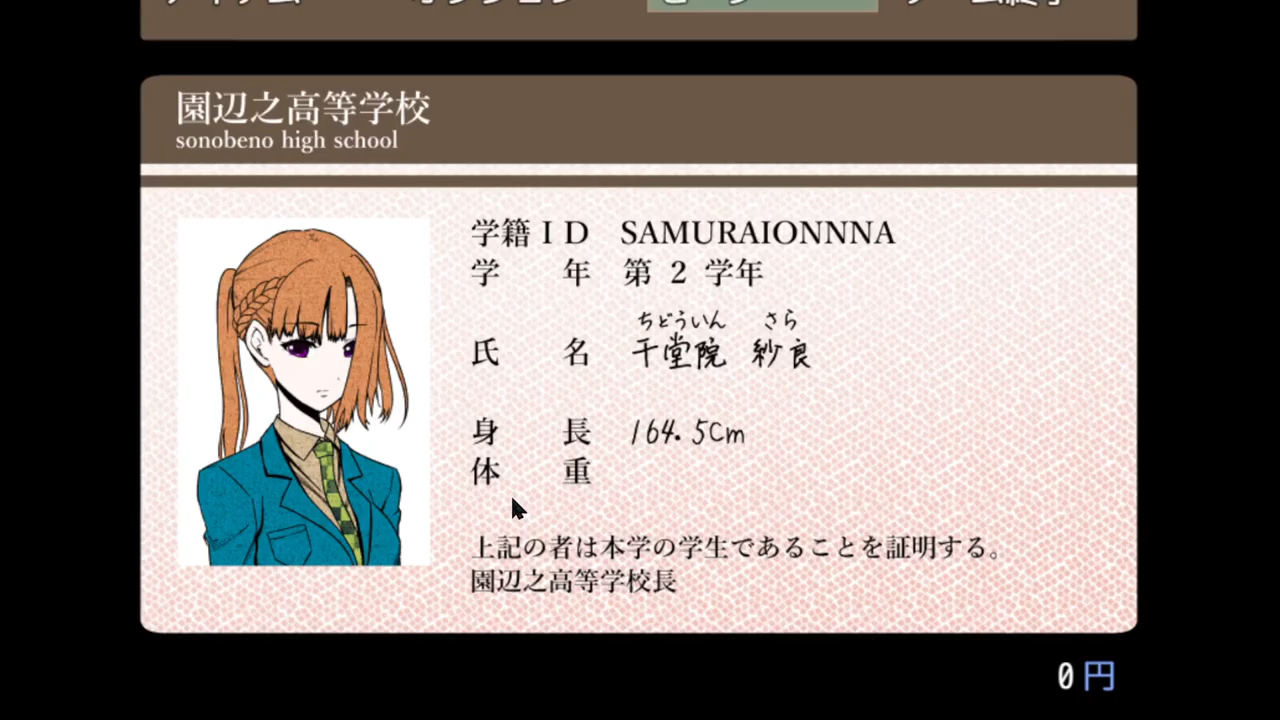 園辺之高等学校
sonobeno high school
学籍ID SAMURAIONNNA
学 年 第 2 学年
ちどういん さら
氏 名 千堂院 紗良
身 長 164.5Cm
体 重
上記の者は本学の学生であることを証明する。
園辺之高等学校長
0円